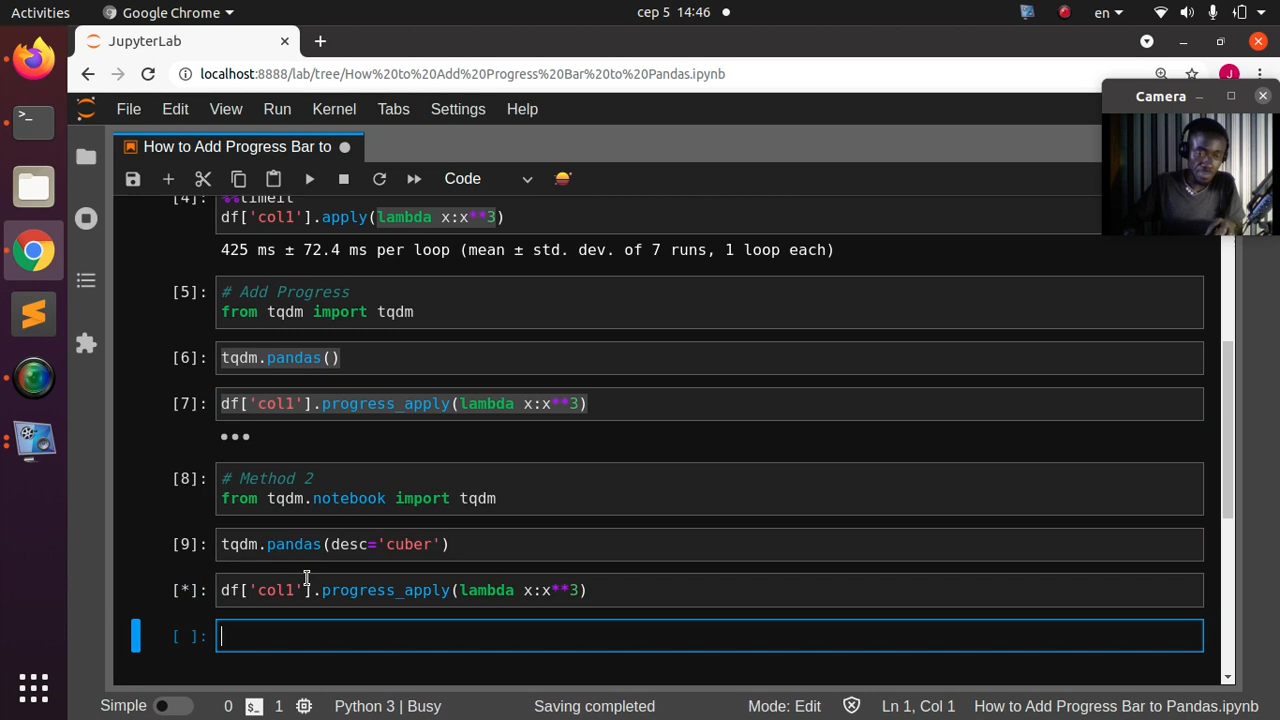 Activities
Google Chrome
сер 5 14:46
en
JupyterLab
localhost:8888/lab/tree/How%20to%20Add%20Progress%20Bar%20to%20Pandas.ipynb
J
Camera
File Edit View Run Kernel Tabs Settings Help
How to Add Progress Bar to
Code
[4]: %%timeit
df['col1'].apply(lambda x:x**3)
425 ms ± 72.4 ms per loop (mean ± std. dev. of 7 runs, 1 loop each)
[5]: # Add Progress
from tqdm import tqdm
[6]: tqdm.pandas()
[7]: df['col1'].progress_apply(lambda x:x**3)
[8]: # Method 2
from tqdm.notebook import tqdm
[9]: tqdm.pandas(desc='cuber')
[*]: df['col1'].progress_apply(lambda x:x**3)
[ ]:
Simple 0 1 Python 3 | Busy Saving completed Mode: Edit Ln 1, Col 1 How to Add Progress Bar to Pandas.ipynb